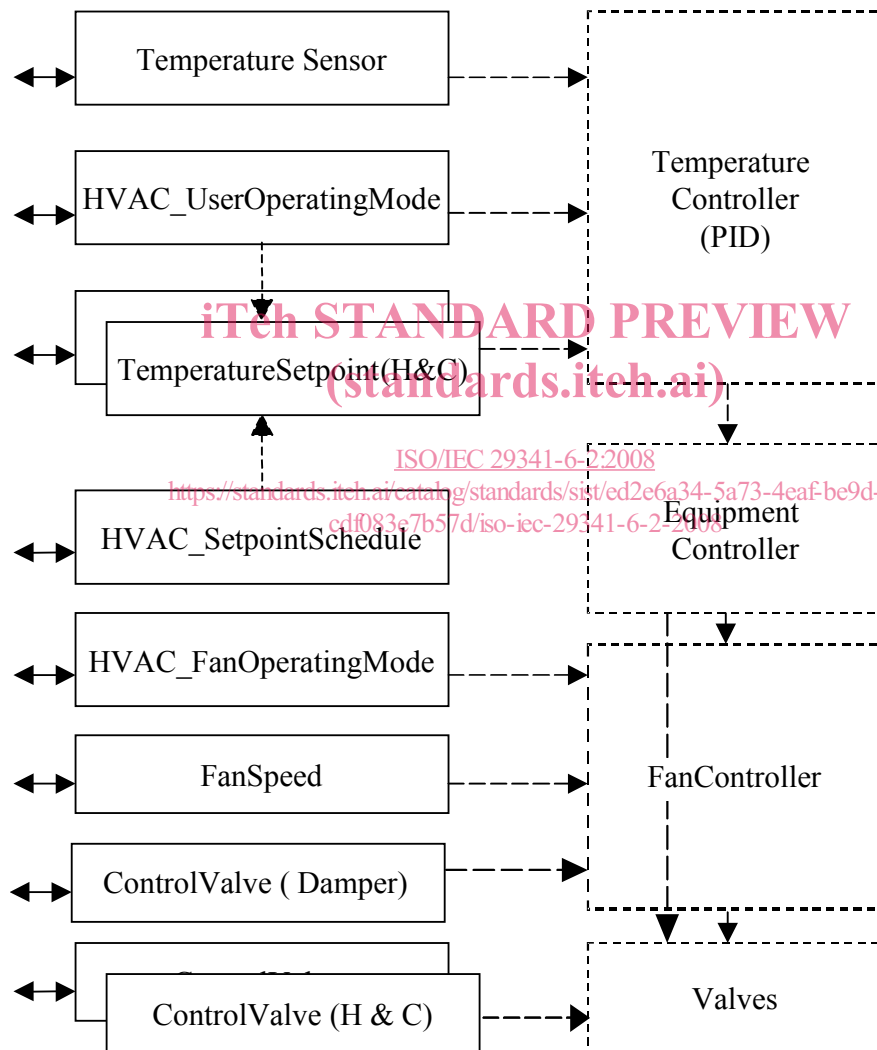 Temperature Sensor
Temperature
Controller
(PID)
HVAC_UserOperatingMode
iTeh STANDARD PREVIEW
(standards.iteh.ai)
TemperatureSetpoint(H&C)
ISO/IEC 29341-6-2:2008
https://standards.iteh.ai/catalog/standards/sist/ed2e6a34-5a73-4eaf-be9d-
cdf083e7b57d/iso-iec-29341-6-2-2008
Equipment
Controller
HVAC_SetpointSchedule
HVAC_FanOperatingMode
FanSpeed
FanController
ControlValve ( Damper)
ControlValve (H & C)
Valves